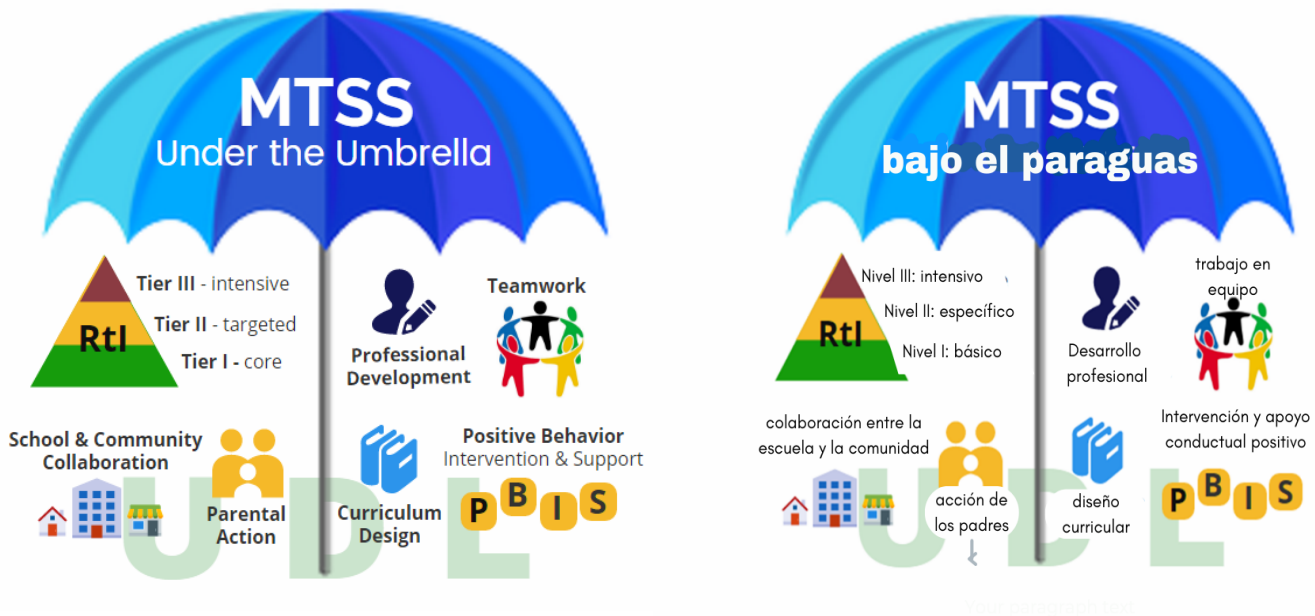 MTSS
Under the Umbrella
Tier III - intensive
Tier II - targeted
Tier I - core
RtI
Professional
Development
Teamwork
School & Community
Collaboration
Parental
Action
Curriculum
Design
Positive Behavior
Intervention & Support
P B I S
U D L
MTSS
bajo el paraguas
Nivel III: intensivo
Nivel II: específico
Nivel I: básico
RtI
Desarrollo
profesional
trabajo en
equipo
colaboración entre la
escuela y la comunidad
acción de
los padres
diseño
curricular
Intervención y apoyo
conductual positivo
P B I S
U D L
Your paragraph text